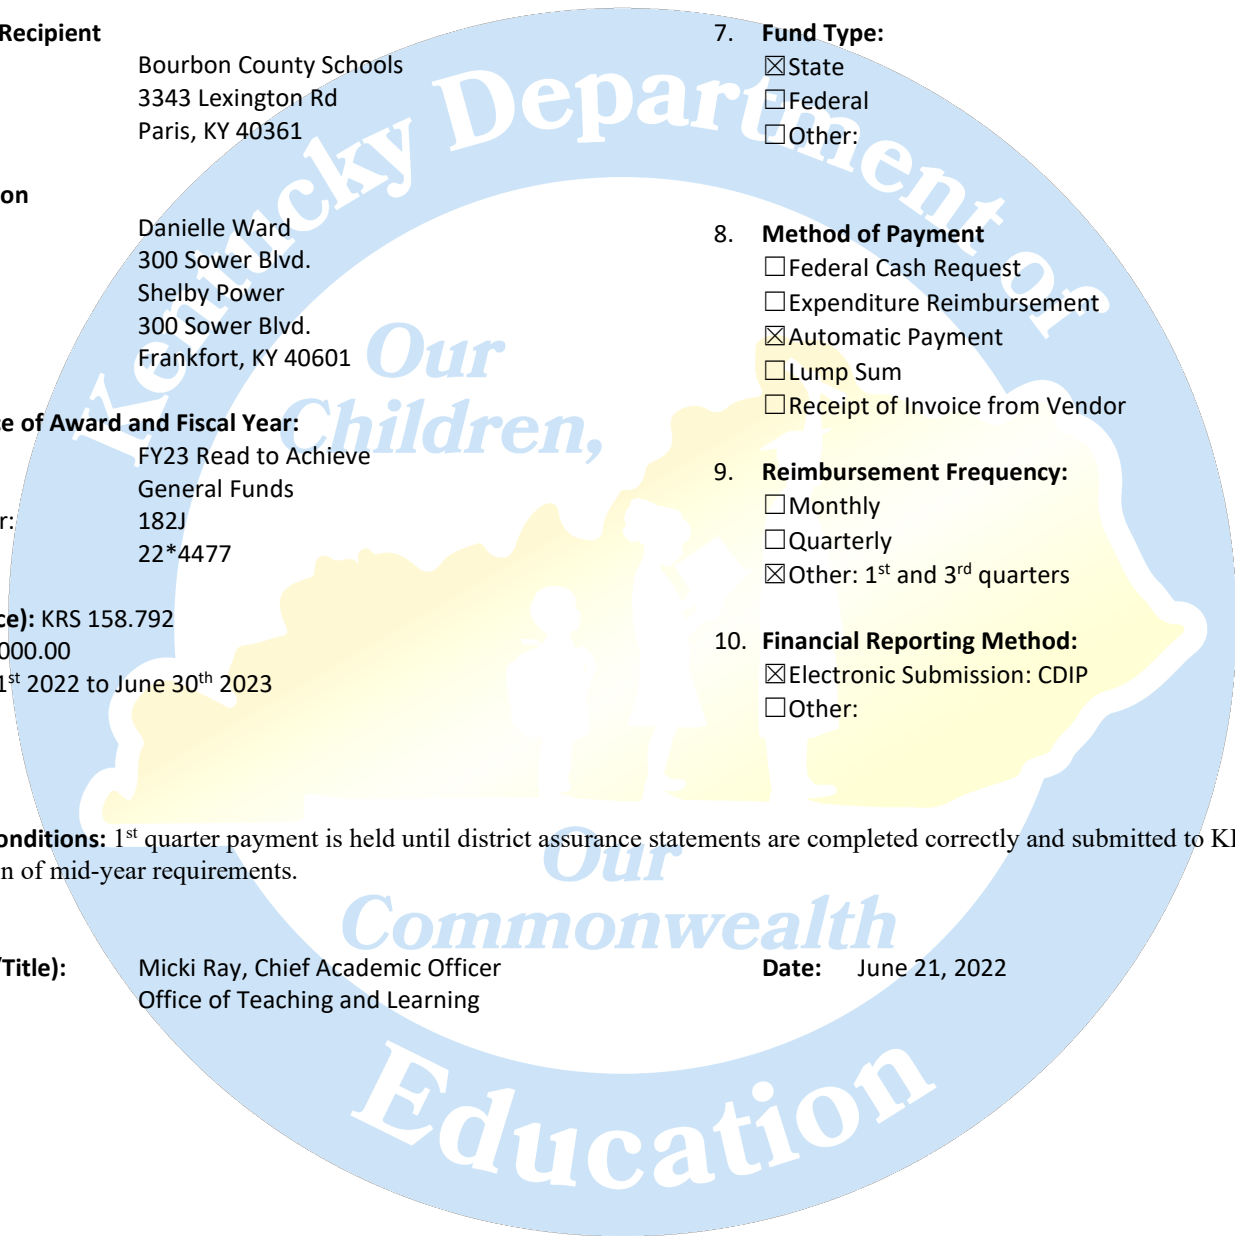 Recipient
Bourbon County Schools
3343 Lexington Rd
Paris, KY 40361
on
Danielle Ward
300 Sower Blvd.
Shelby Power
300 Sower Blvd.
Frankfort, KY 40601
ce of Award and Fiscal Year:
FY23 Read to Achieve
General Funds
r: 182J
22*4477
ce): KRS 158.792
000.00
1st 2022 to June 30th 2023
7. Fund Type:
☒State
☐Federal
☐Other:
8. Method of Payment
☐Federal Cash Request
☐Expenditure Reimbursement
☒Automatic Payment
☐Lump Sum
☐Receipt of Invoice from Vendor
9. Reimbursement Frequency:
☐Monthly
☐Quarterly
☒Other: 1st and 3rd quarters
10. Financial Reporting Method:
☒Electronic Submission: CDIP
☐Other:
onditions: 1st quarter payment is held until district assurance statements are completed correctly and submitted to
n of mid-year requirements.
/Title): Micki Ray, Chief Academic Officer Date: June 21, 2022
Office of Teaching and Learning
Kentucky Department of
Education
Our
Children,
Our
Commonwealth